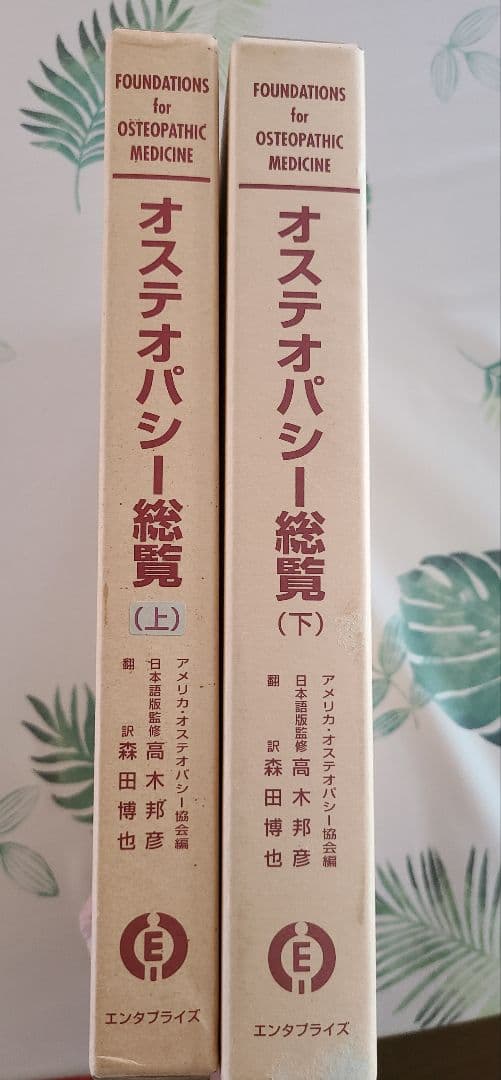 FOUNDATIONS
for
OSTEOPATHIC
MEDICINE
オステオパシー総覧
(上)
アメリカ・オステオパシー協会編
日本語版監修 高木邦彦
翻訳 森田博也
E
エンタプライズ
FOUNDATIONS
for
OSTEOPATHIC
MEDICINE
オステオパシー総覧
(下)
アメリカ・オステオパシー協会編
日本語版監修 高木邦彦
翻訳 森田博也
E
エンタプライズ